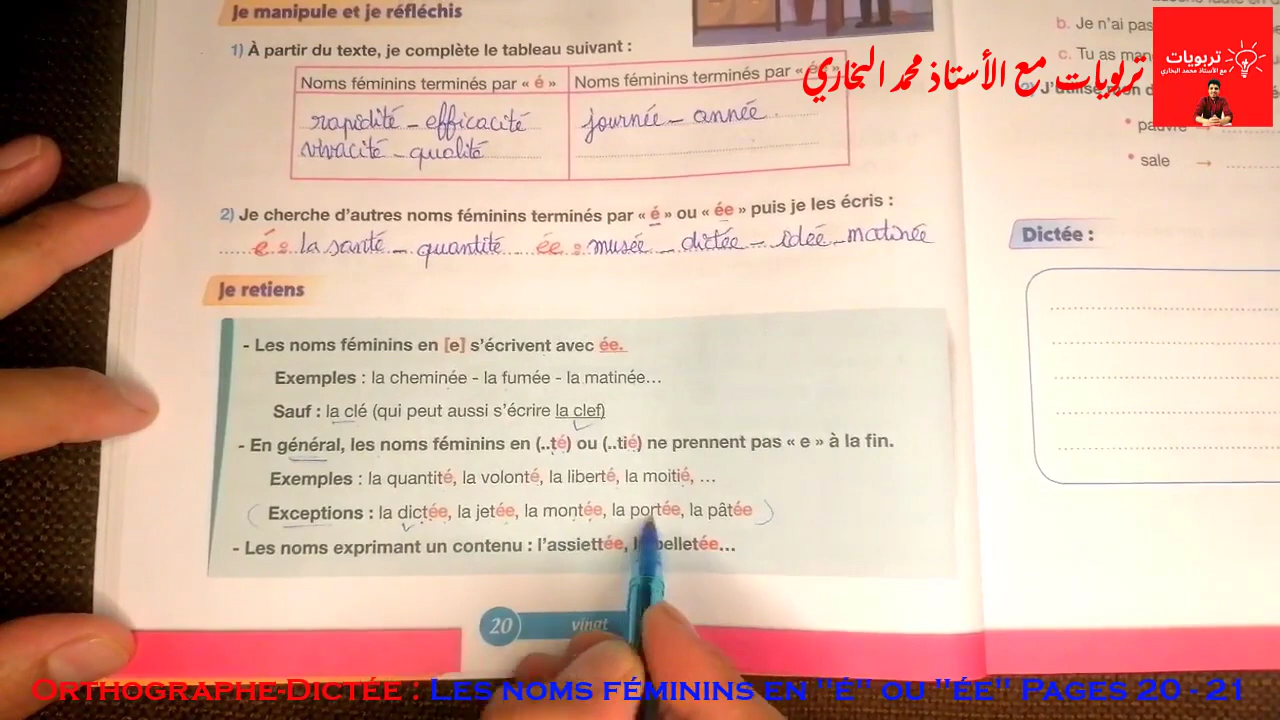 Je manipule et je réfléchis
1) À partir du texte, je complète le tableau suivant :
Noms féminins terminés par « é » Noms féminins terminés par «
rapidité - efficacité journée - année
vivacité - qualité
2) Je cherche d'autres noms féminins terminés par « é » ou « ée » puis je les écris :
é : la santé - quantité ée : musée - dictée - idée - matinée
Je retiens
- Les noms féminins en [e] s'écrivent avec ée.
Exemples : la cheminée - la fumée - la matinée...
Sauf : la clé (qui peut aussi s'écrire la clef)
- En général, les noms féminins en (..té) ou (..tié) ne prennent pas « e » à la fin.
Exemples : la quantité, la volonté, la liberté, la moitié, ...
Exceptions : la dictée, la jetée, la montée, la portée, la pâtée
- Les noms exprimant un contenu : l'assiettée, pelletée...
20 vingt
b. Je n'ai pas
c. Tu as
تربويات مع الأستاذ محمد البخاري
تربويات
مع الأستاذ محمد البخاري
pauvre →
sale →
Dictée :
Orthographe-Dictée : Les noms féminins en "é" ou "ée" Pages 20 - 21